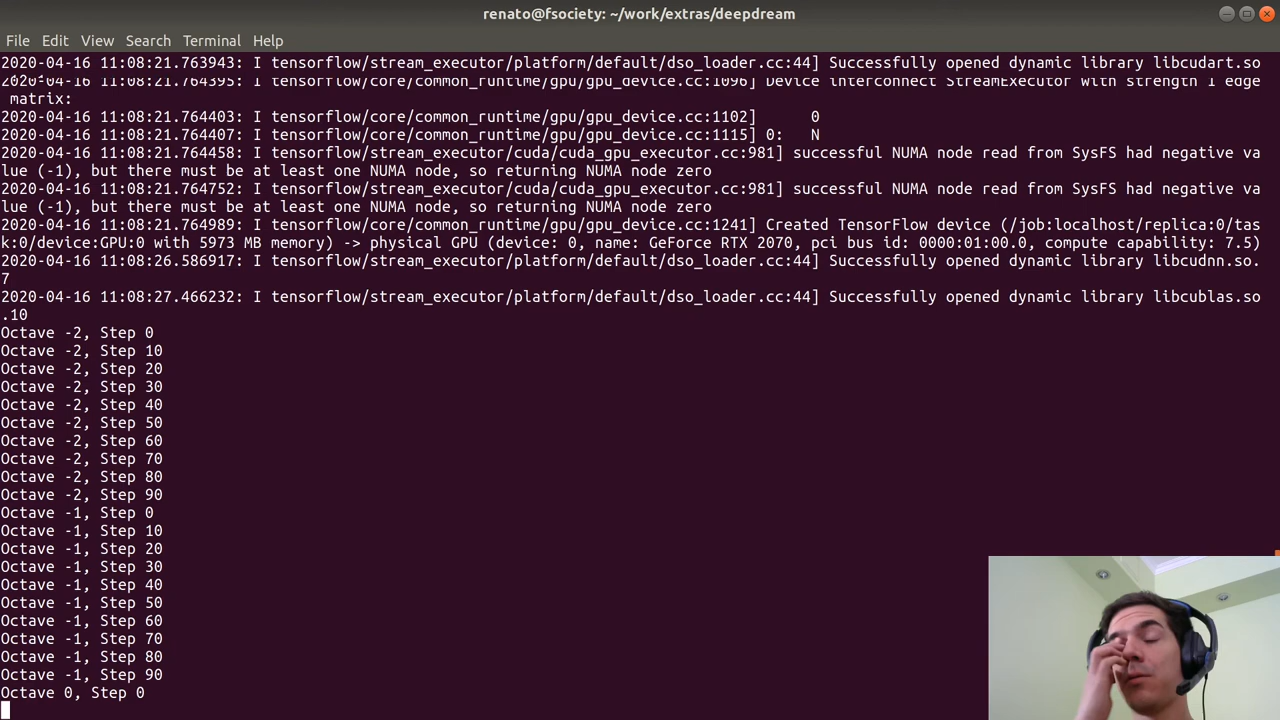 renato@fsociety: ~/work/extras/deepdream
File Edit View Search Terminal Help
2020-04-16 11:08:21.763943: I tensorflow/stream_executor/platform/default/dso_loader.cc:44] Successfully opened dynamic library libcudart.so
2020-04-16 11:08:21.764395: I tensorflow/core/common_runtime/gpu/gpu_device.cc:1096] Device interconnect StreamExecutor with strength 1 edge
matrix:
2020-04-16 11:08:21.764403: I tensorflow/core/common_runtime/gpu/gpu_device.cc:1102]      0
2020-04-16 11:08:21.764407: I tensorflow/core/common_runtime/gpu/gpu_device.cc:1115] 0:   N
2020-04-16 11:08:21.764458: I tensorflow/stream_executor/cuda/cuda_gpu_executor.cc:981] successful NUMA node read from SysFS had negative va
lue (-1), but there must be at least one NUMA node, so returning NUMA node zero
2020-04-16 11:08:21.764752: I tensorflow/stream_executor/cuda/cuda_gpu_executor.cc:981] successful NUMA node read from SysFS had negative va
lue (-1), but there must be at least one NUMA node, so returning NUMA node zero
2020-04-16 11:08:21.764989: I tensorflow/core/common_runtime/gpu/gpu_device.cc:1241] Created TensorFlow device (/job:localhost/replica:0/tas
k:0/device:GPU:0 with 5973 MB memory) -> physical GPU (device: 0, name: GeForce RTX 2070, pci bus id: 0000:01:00.0, compute capability: 7.5)
2020-04-16 11:08:26.586917: I tensorflow/stream_executor/platform/default/dso_loader.cc:44] Successfully opened dynamic library libcudnn.so.
7
2020-04-16 11:08:27.466232: I tensorflow/stream_executor/platform/default/dso_loader.cc:44] Successfully opened dynamic library libcublas.so
.10
Octave -2, Step 0
Octave -2, Step 10
Octave -2, Step 20
Octave -2, Step 30
Octave -2, Step 40
Octave -2, Step 50
Octave -2, Step 60
Octave -2, Step 70
Octave -2, Step 80
Octave -2, Step 90
Octave -1, Step 0
Octave -1, Step 10
Octave -1, Step 20
Octave -1, Step 30
Octave -1, Step 40
Octave -1, Step 50
Octave -1, Step 60
Octave -1, Step 70
Octave -1, Step 80
Octave -1, Step 90
Octave 0, Step 0